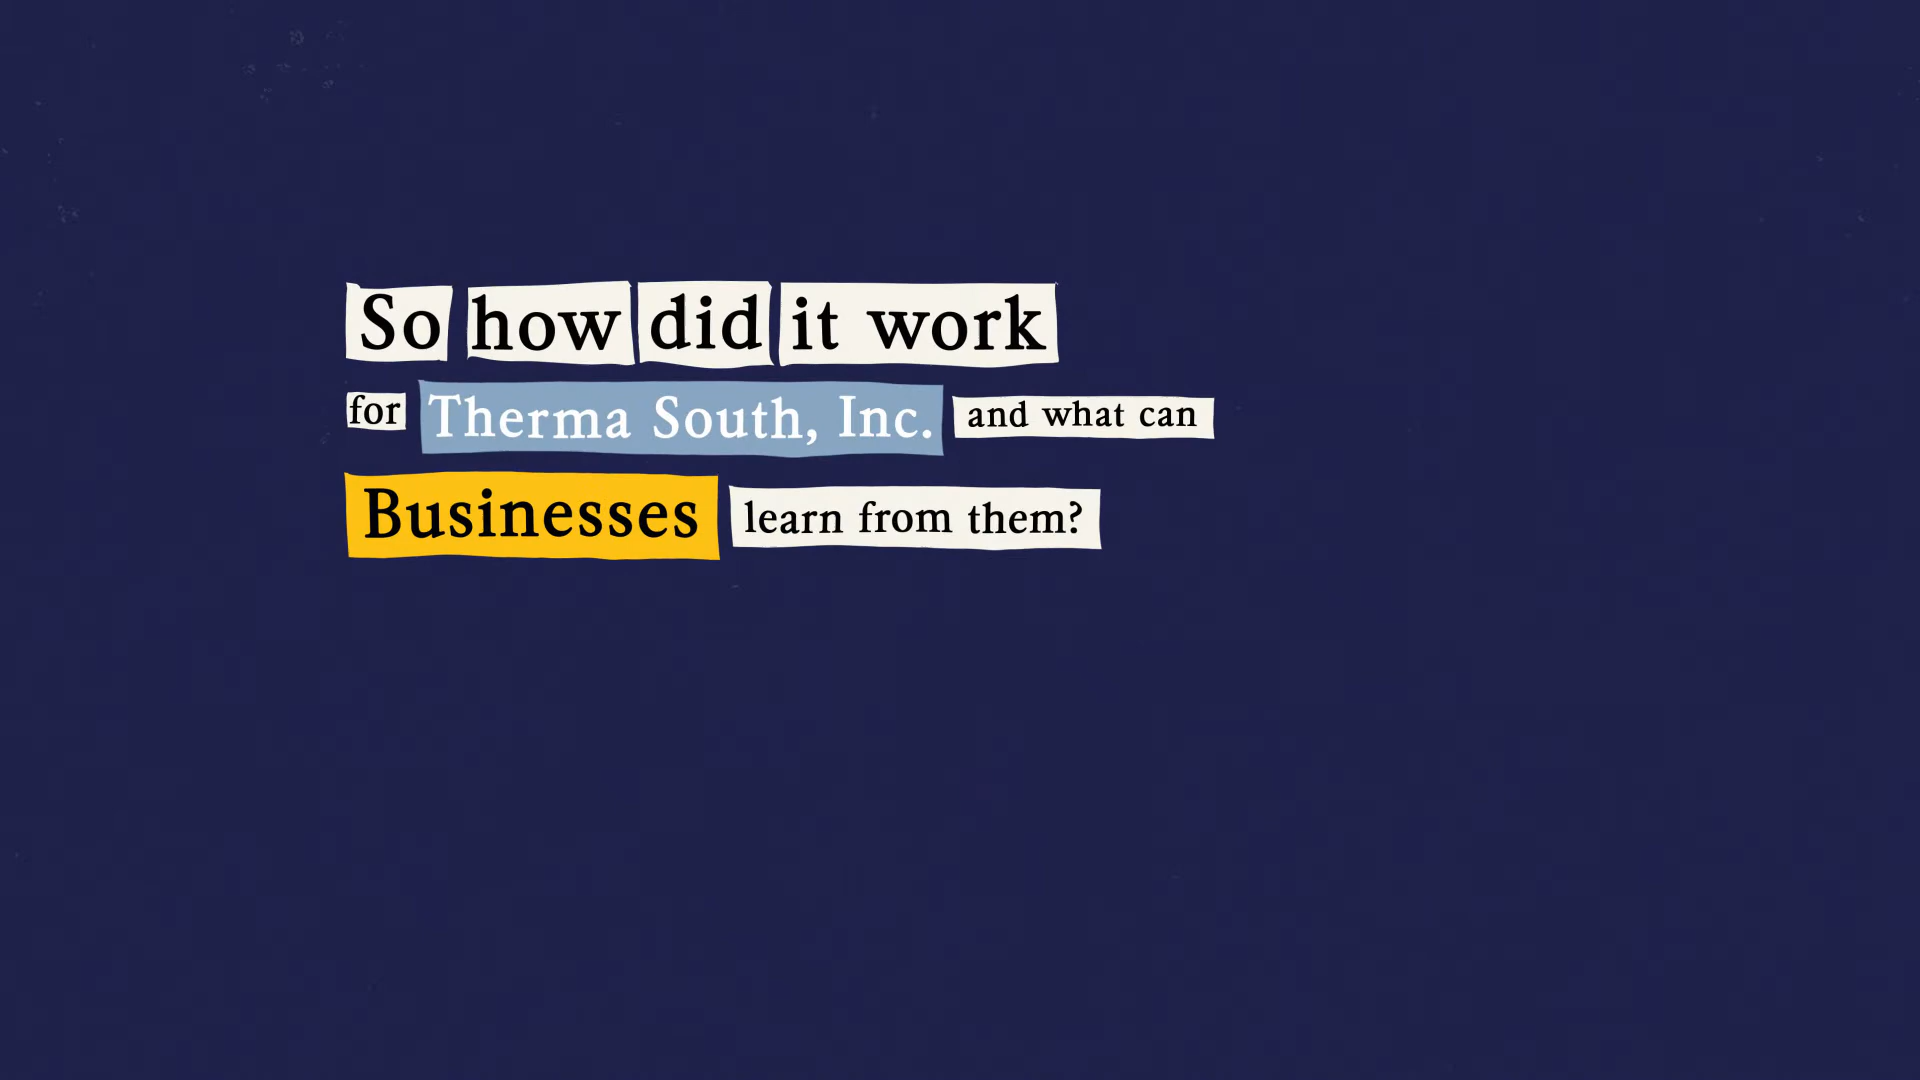 So how did it work
for Therma South, Inc. and what can
Businesses learn from them?